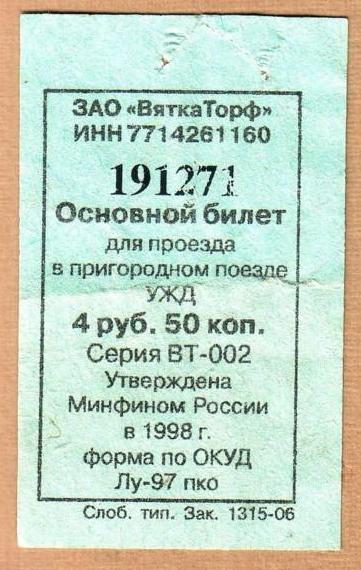 ЗАО «ВяткаТорф»
ИНН 7714261160
191271
Основной билет
для проезда
в пригородном поезде
УЖД
4 руб. 50 коп.
Серия ВТ-002
Утверждена
Минфином России
в 1998 г.
форма по ОКУД
Лу-97 пко
Слоб. тип. Зак. 1315-06